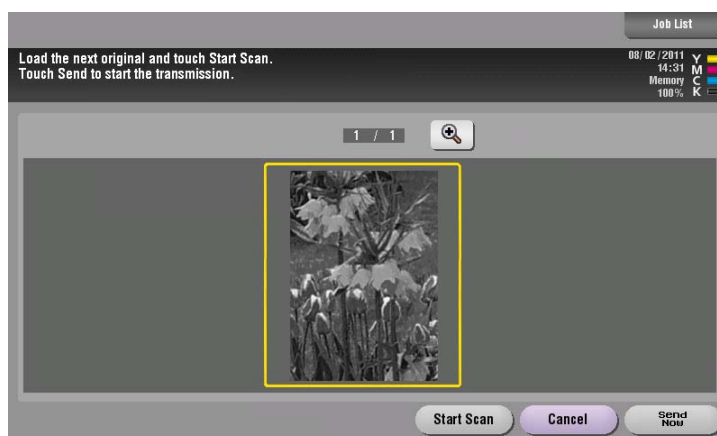 Job List
Load the next original and touch Start Scan.
Touch Send to start the transmission.
08/02/2011
14:31
Memory
100%
Y
M
C
K
1 / 1
Start Scan
Cancel
Send
Now